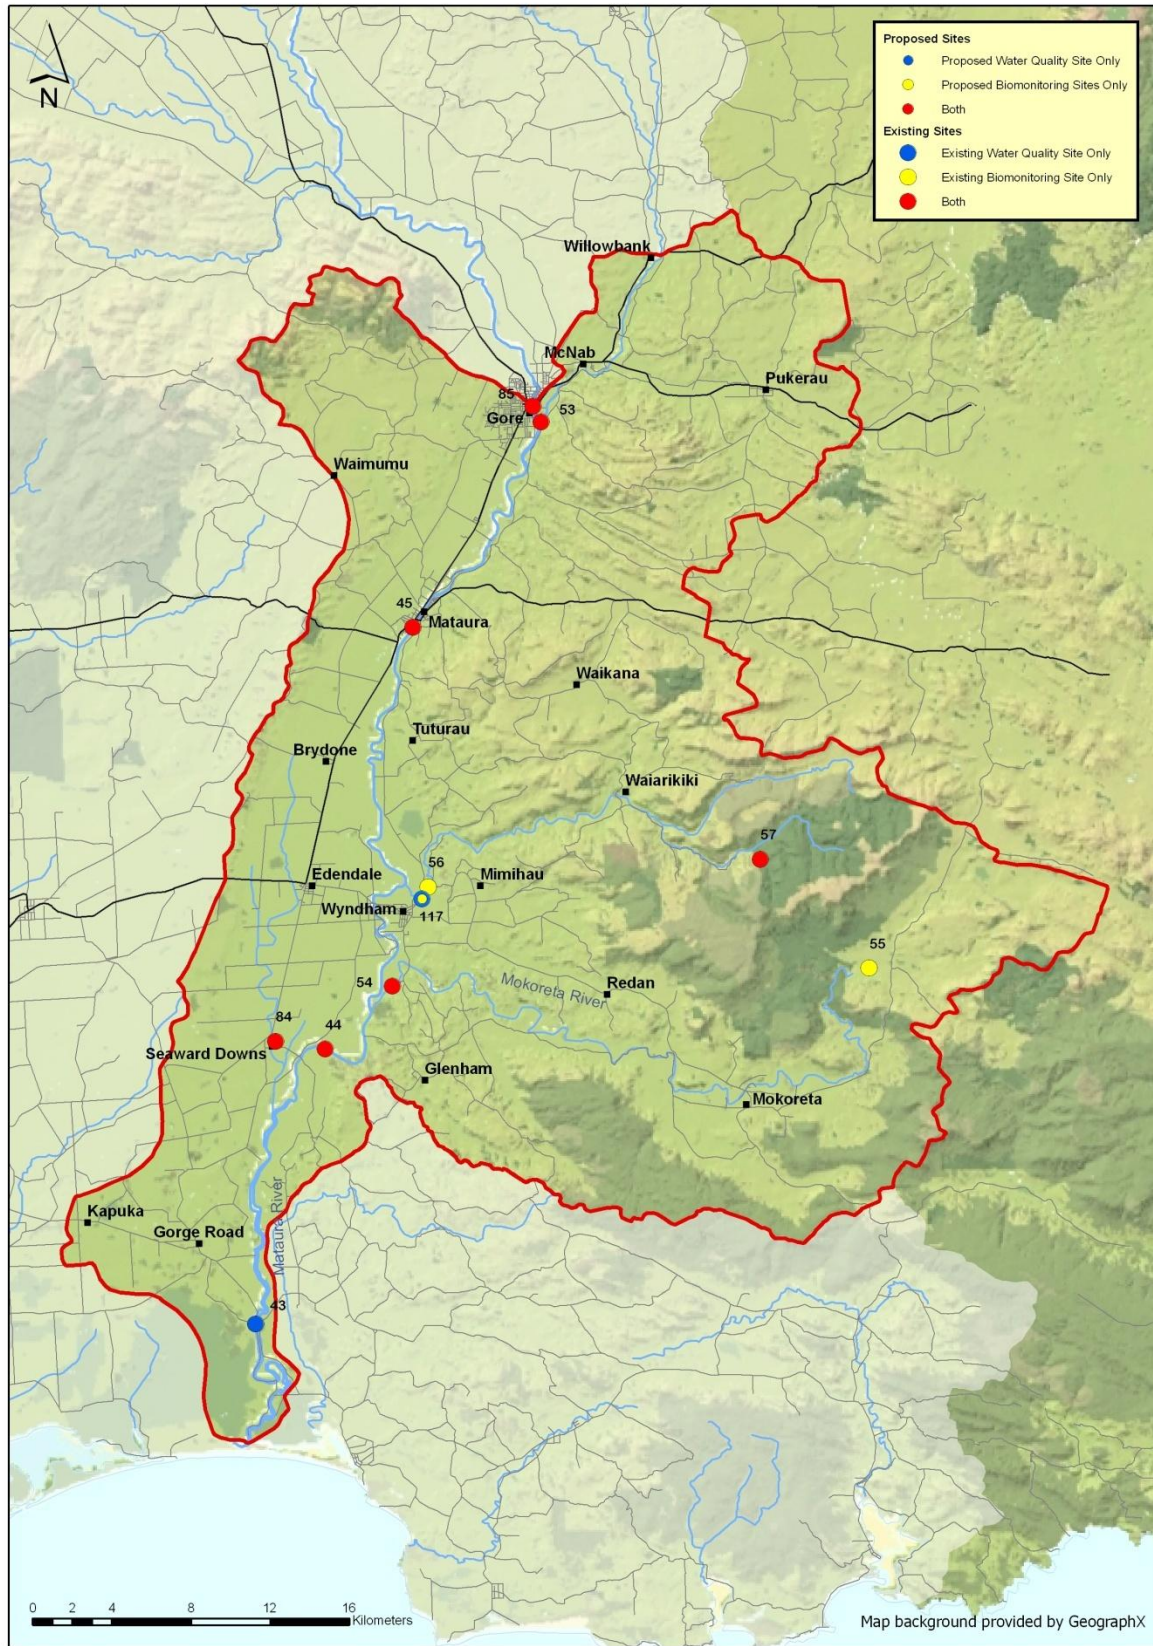 N
Proposed Sites
Proposed Water Quality Site Only
Proposed Biomonitoring Sites Only
Both
Existing Sites
Existing Water Quality Site Only
Existing Biomonitoring Site Only
Both
Willowbank
McNab
Pukerau
85
Gore
53
Waimumu
45
Mataura
Waikana
Tuturau
Brydone
Waiarikiki
57
56
Edendale
Mimihau
Wyndham
117
55
54
Mokoreta River
Redan
84
44
Seaward Downs
Glenham
Mokoreta
Mataura River
Kapuka
Gorge Road
43
0 2 4 8 12 16
Kilometers
Map background provided by GeographX